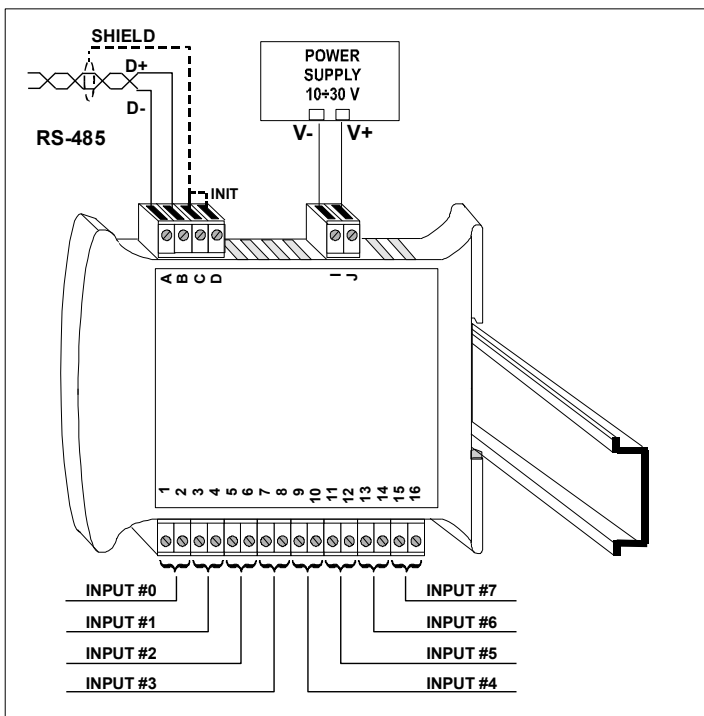 SHIELD
D+
D-
RS-485
POWER
SUPPLY
10÷30 V
V- V+
INIT
A B C D I J
1 2 3 4 5 6 7 8 9 10 11 12 13 14 15 16
INPUT #0 INPUT #7
INPUT #1 INPUT #6
INPUT #2 INPUT #5
INPUT #3 INPUT #4